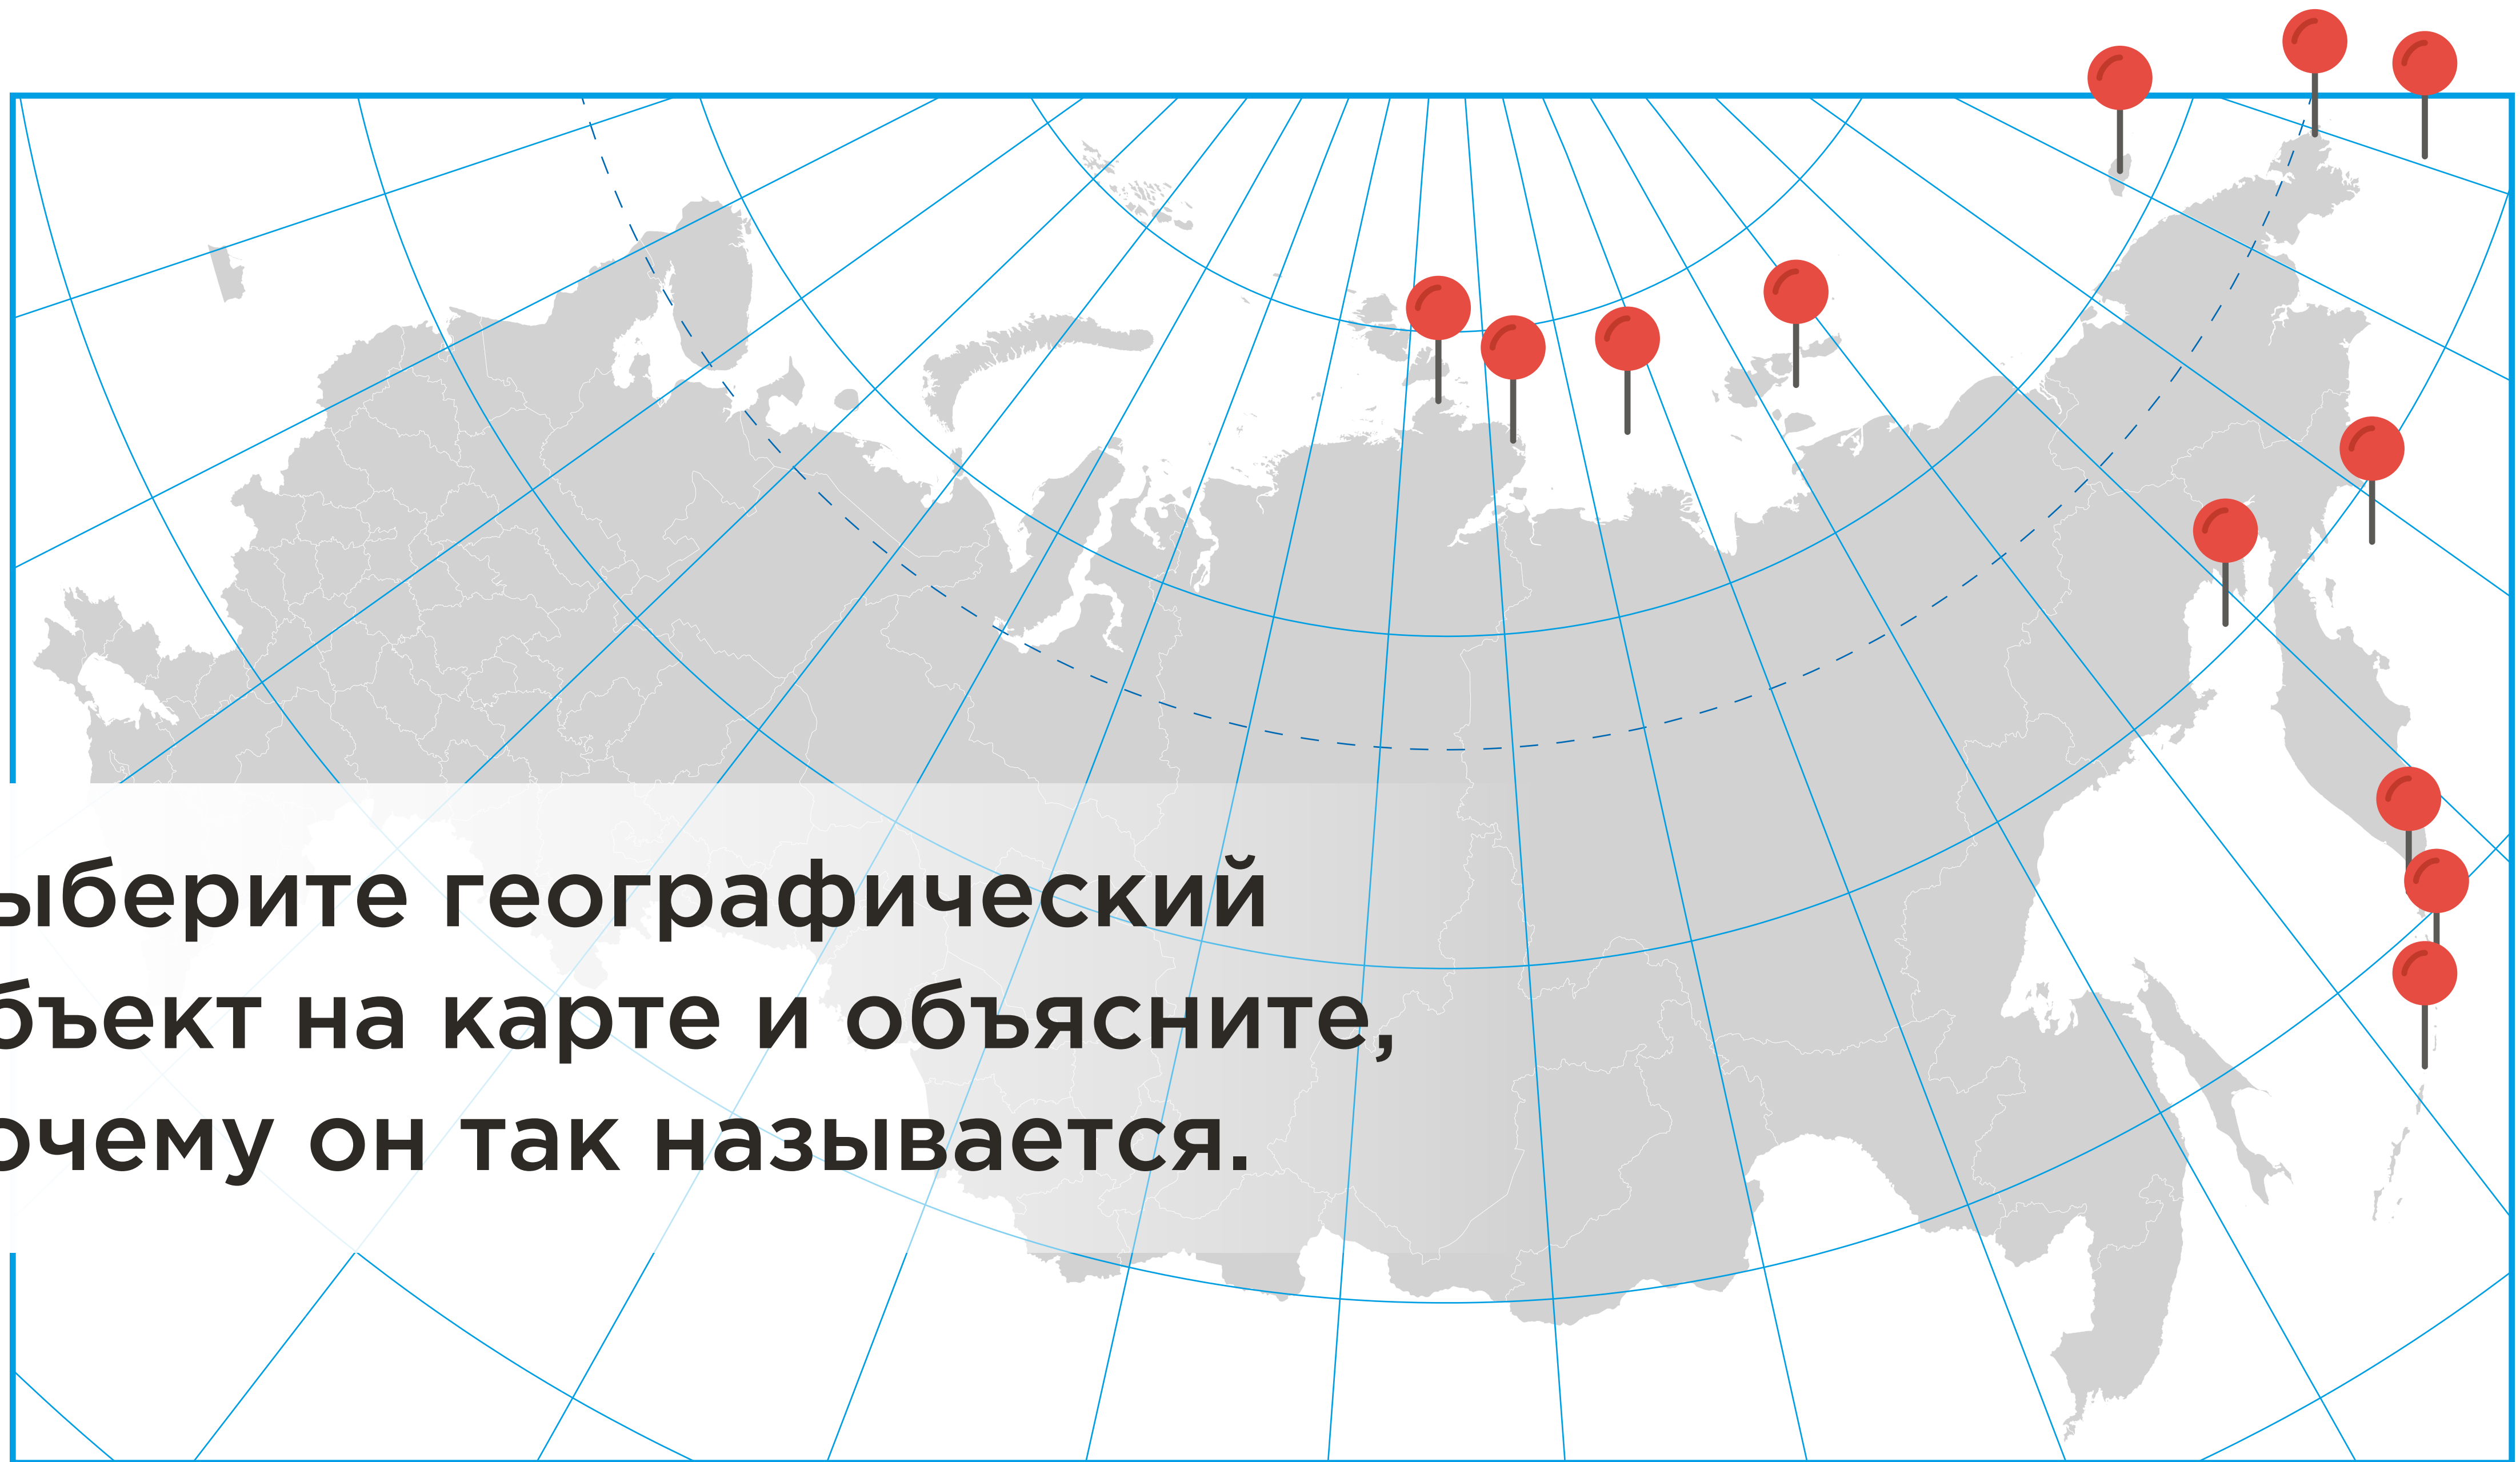 ыберите географический
бъект на карте и объясните,
очему он так называется.